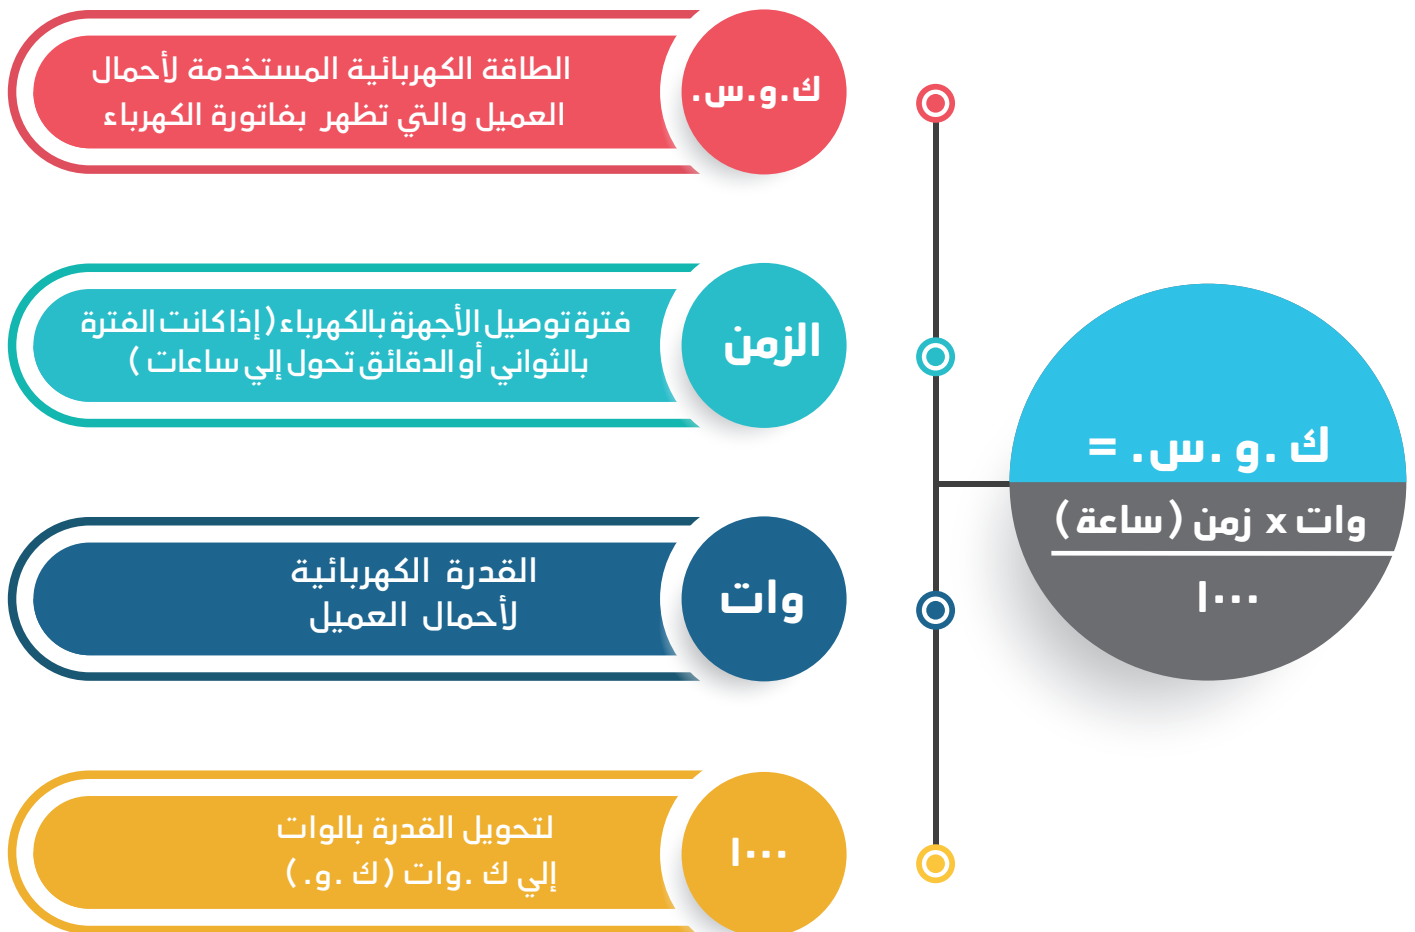 ك .و .س. =
وات x زمن (ساعة)
١٠٠٠
ك.و.س.
الطاقة الكهربائية المستخدمة لأحمال
العميل والتي تظهر بفاتورة الكهرباء
الزمن
فترة توصيل الأجهزة بالكهرباء (إذا كانت الفترة
بالثواني أو الدقائق تحول إلي ساعات )
وات
القدرة الكهربائية
لأحمال العميل
١٠٠٠
لتحويل القدرة بالوات
إلي ك .وات (ك .و.)